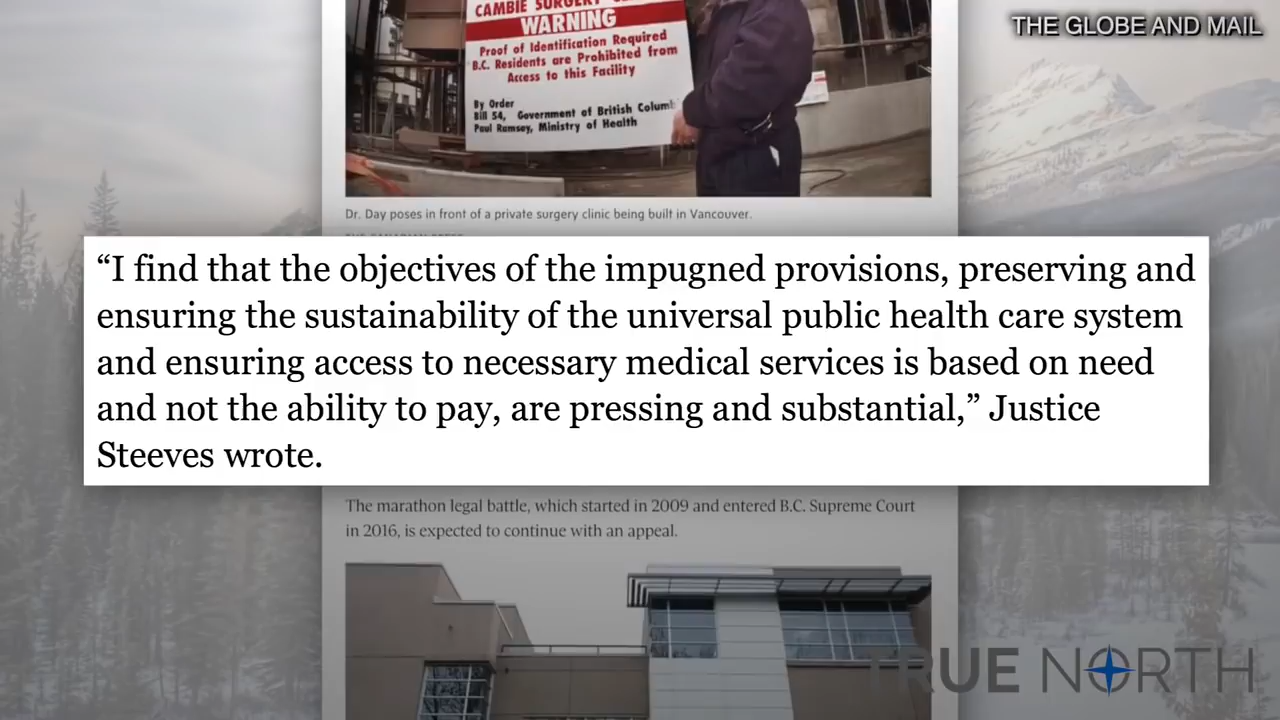 THE GLOBE AND MAIL
CAMBIE SURGERY
WARNING
Proof of Identification Required
B.C. Residents are Prohibited from
Access to this Facility
By Order
Bill 54, Government of British Columb
Paul Ramsey, Ministry of Health
Dr. Day poses in front of a private surgery clinic being built in Vancouver.
“I find that the objectives of the impugned provisions, preserving and
ensuring the sustainability of the universal public health care system
and ensuring access to necessary medical services is based on need
and not the ability to pay, are pressing and substantial,” Justice
Steeves wrote.
The marathon legal battle, which started in 2009 and entered B.C. Supreme Court
in 2016, is expected to continue with an appeal.
TRUE NORTH